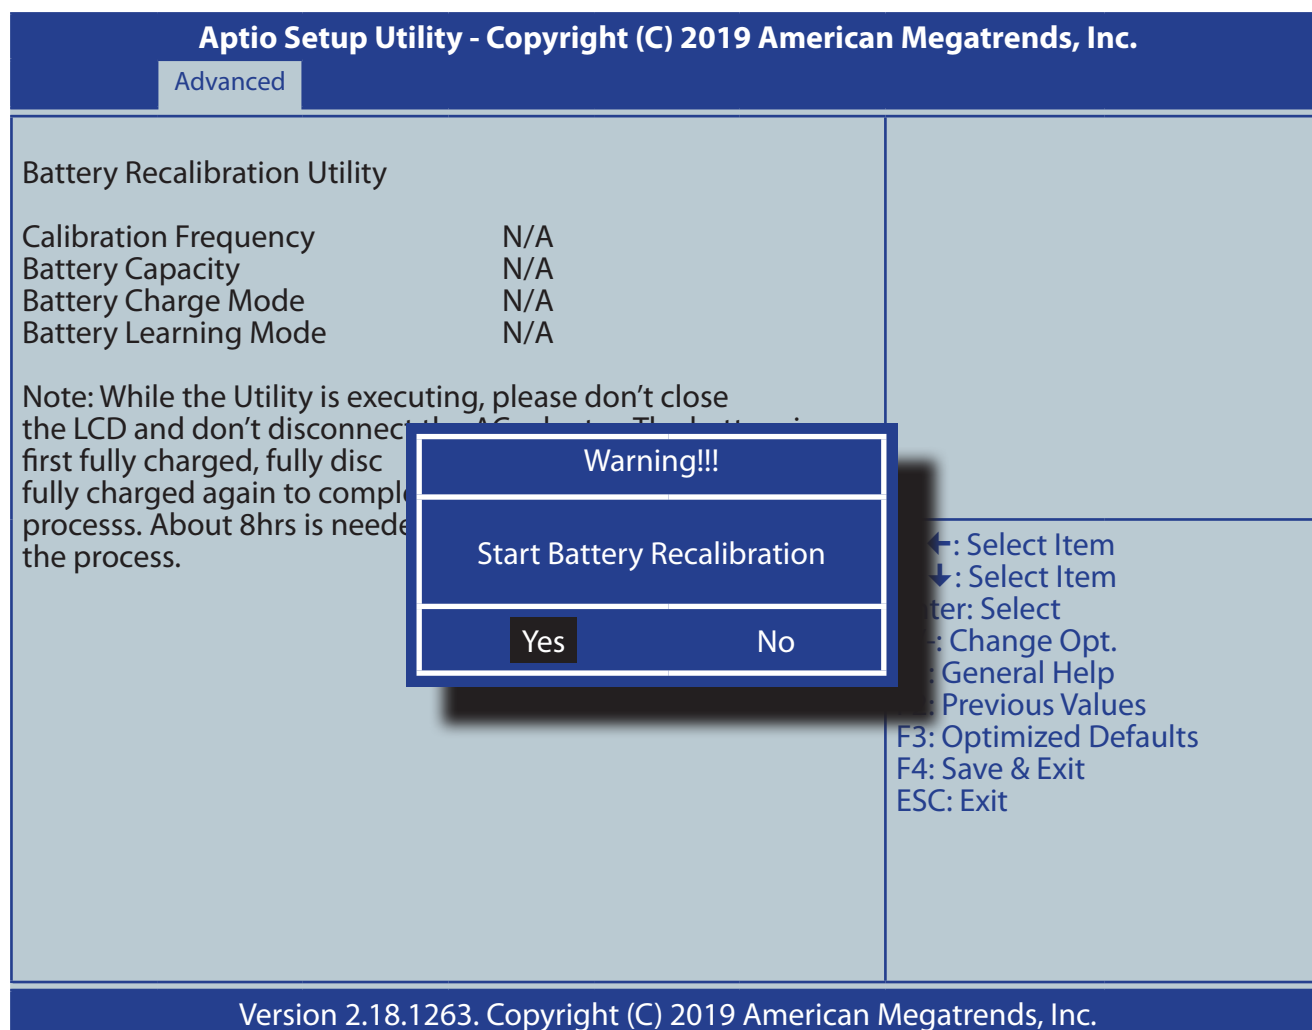 Aptio Setup Utility - Copyright (C) 2019 American Megatrends, Inc.
Advanced
Battery Recalibration Utility
Calibration Frequency N/A
Battery Capacity N/A
Battery Charge Mode N/A
Battery Learning Mode N/A
Note: While the Utility is executing, please don’t close
the LCD and don’t disconnect
first fully charged, fully disc
fully charged again to comple
processs. About 8hrs is neede
the process.
Warning!!!
Start Battery Recalibration
Yes No
←: Select Item
↓: Select Item
ter: Select
-: Change Opt.
: General Help
: Previous Values
F3: Optimized Defaults
F4: Save & Exit
ESC: Exit
Version 2.18.1263. Copyright (C) 2019 American Megatrends, Inc.